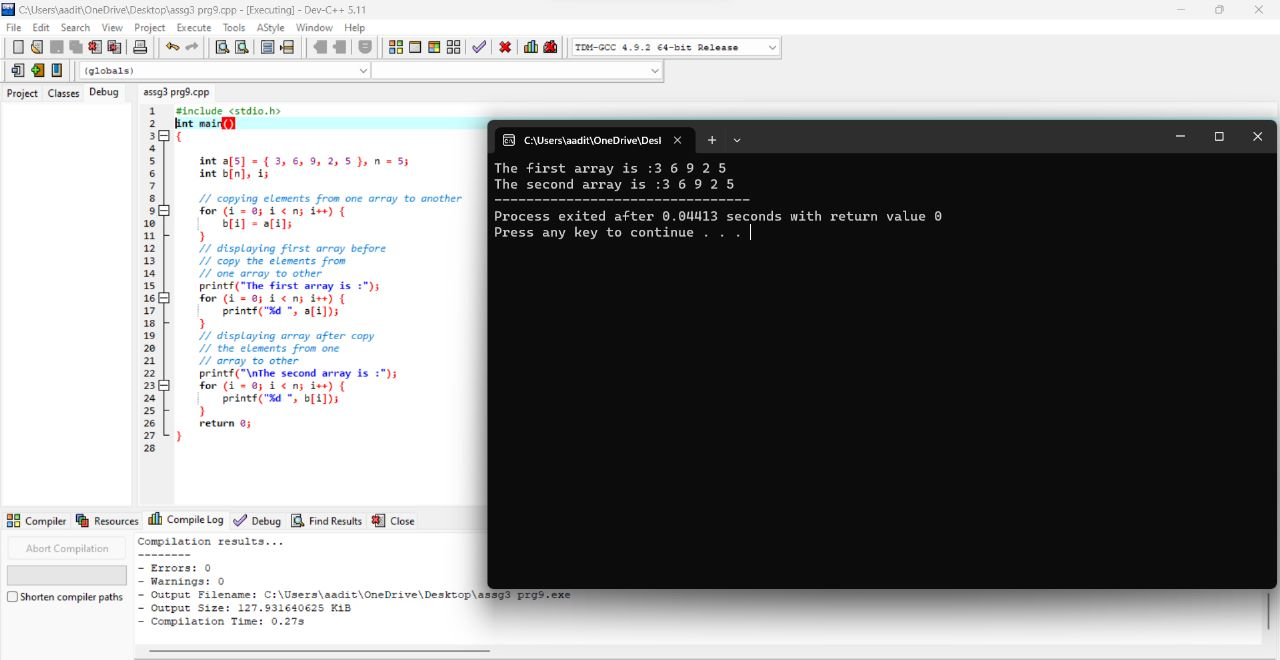 C:\Users\aadit\OneDrive\Desktop\assg3 prg9.cpp - [Executing] - Dev-C++ 5.11
File Edit Search View Project Execute Tools AStyle Window Help
TDM-GCC 4.9.2 64-bit Release
(globals)
Project Classes Debug
assg3 prg9.cpp
1 #include <stdio.h>
2 int main()
3 {
4
5 int a[5] = { 3, 6, 9, 2, 5 }, n = 5;
6 int b[n], i;
7
8 // copying elements from one array to another
9 for (i = 0; i < n; i++) {
10 b[i] = a[i];
11 }
12 // displaying first array before
13 // copy the elements from
14 // one array to other
15 printf("The first array is :");
16 for (i = 0; i < n; i++) {
17 printf("%d ", a[i]);
18 }
19 // displaying array after copy
20 // the elements from one
21 // array to other
22 printf("\nThe second array is :");
23 for (i = 0; i < n; i++) {
24 printf("%d ", b[i]);
25 }
26 return 0;
27 }
28
C:\Users\aadit\OneDrive\Desl
The first array is :3 6 9 2 5
The second array is :3 6 9 2 5
--------------------------------
Process exited after 0.04413 seconds with return value 0
Press any key to continue . . .
Compiler Resources Compile Log Debug Find Results Close
Abort Compilation
Shorten compiler paths
Compilation results...
--------
- Errors: 0
- Warnings: 0
- Output Filename: C:\Users\aadit\OneDrive\Desktop\assg3 prg9.exe
- Output Size: 127.931640625 KiB
- Compilation Time: 0.27s